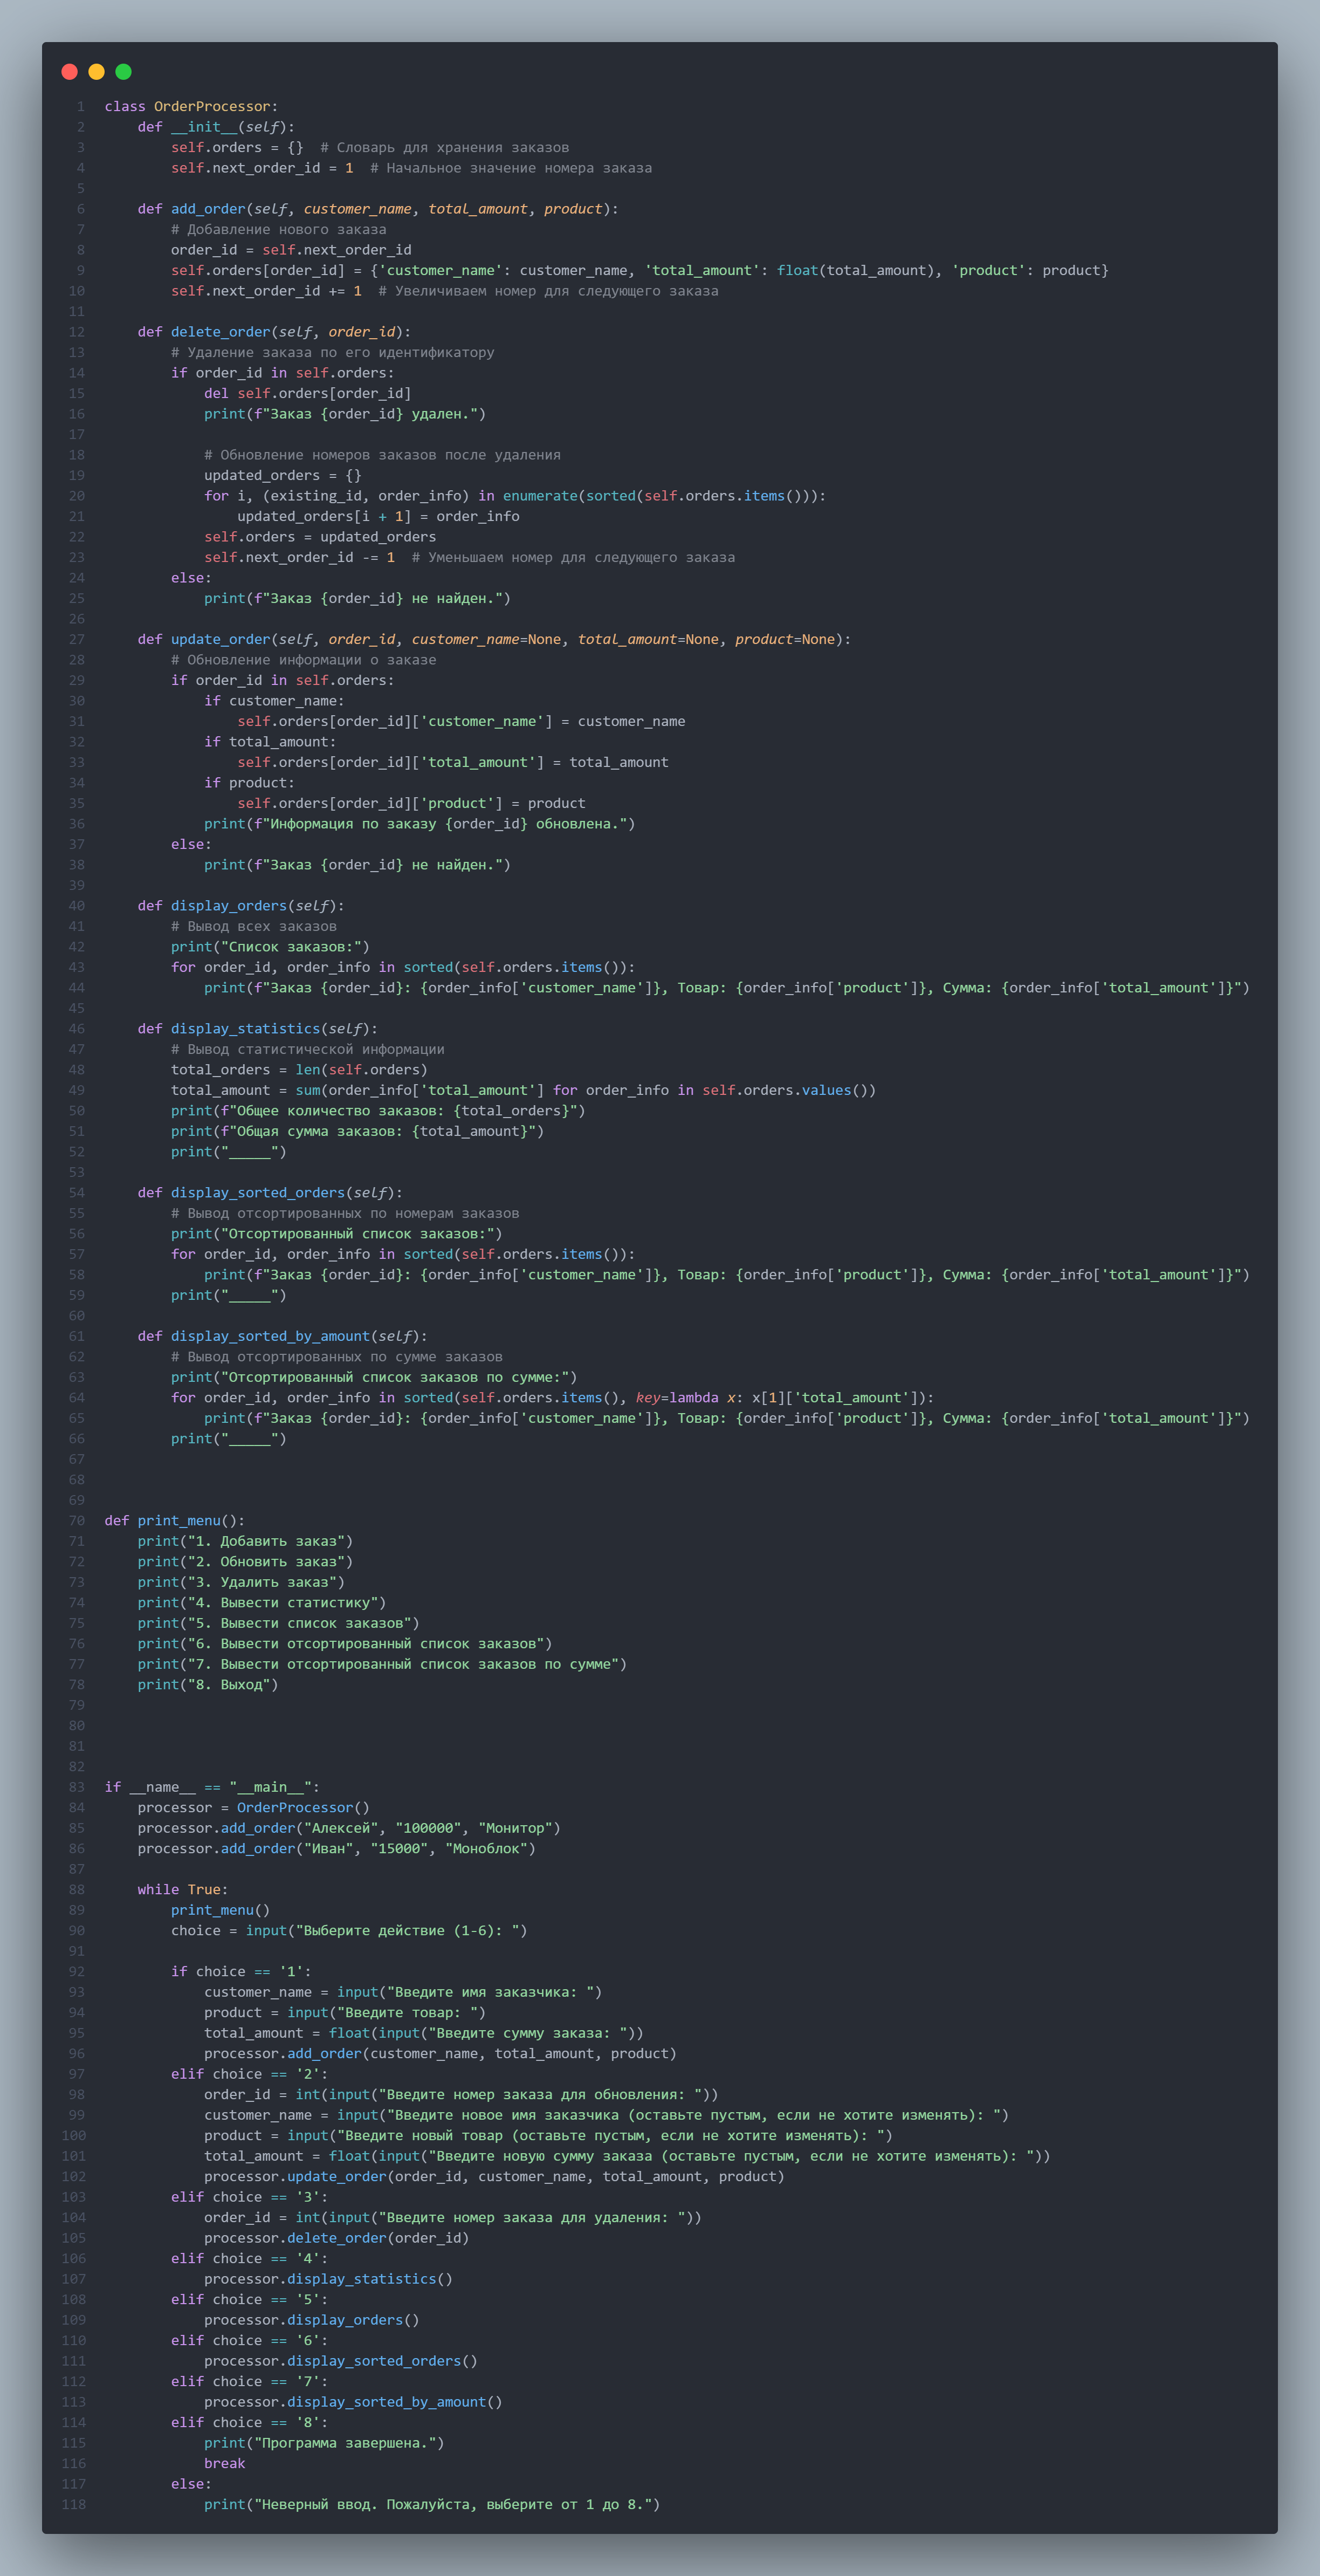 1 class OrderProcessor:
2     def __init__(self):
3         self.orders = {}  # Словарь для хранения заказов
4         self.next_order_id = 1  # Начальное значение номера заказа
5
6     def add_order(self, customer_name, total_amount, product):
7         # Добавление нового заказа
8         order_id = self.next_order_id
9         self.orders[order_id] = {'customer_name': customer_name, 'total_amount': float(total_amount), 'product': product}
10         self.next_order_id += 1  # Увеличиваем номер для следующего заказа
11
12     def delete_order(self, order_id):
13         # Удаление заказа по его идентификатору
14         if order_id in self.orders:
15             del self.orders[order_id]
16             print(f"Заказ {order_id} удален.")
17
18             # Обновление номеров заказов после удаления
19             updated_orders = {}
20             for i, (existing_id, order_info) in enumerate(sorted(self.orders.items())):
21                 updated_orders[i + 1] = order_info
22             self.orders = updated_orders
23             self.next_order_id -= 1  # Уменьшаем номер для следующего заказа
24         else:
25             print(f"Заказ {order_id} не найден.")
26
27     def update_order(self, order_id, customer_name=None, total_amount=None, product=None):
28         # Обновление информации о заказе
29         if order_id in self.orders:
30             if customer_name:
31                 self.orders[order_id]['customer_name'] = customer_name
32             if total_amount:
33                 self.orders[order_id]['total_amount'] = total_amount
34             if product:
35                 self.orders[order_id]['product'] = product
36             print(f"Информация по заказу {order_id} обновлена.")
37         else:
38             print(f"Заказ {order_id} не найден.")
39
40     def display_orders(self):
41         # Вывод всех заказов
42         print("Список заказов:")
43         for order_id, order_info in sorted(self.orders.items()):
44             print(f"Заказ {order_id}: {order_info['customer_name']}, Товар: {order_info['product']}, Сумма: {order_info['total_amount']}")
45
46     def display_statistics(self):
47         # Вывод статистической информации
48         total_orders = len(self.orders)
49         total_amount = sum(order_info['total_amount'] for order_info in self.orders.values())
50         print(f"Общее количество заказов: {total_orders}")
51         print(f"Общая сумма заказов: {total_amount}")
52         print("_____")
53
54     def display_sorted_orders(self):
55         # Вывод отсортированных по номерам заказов
56         print("Отсортированный список заказов:")
57         for order_id, order_info in sorted(self.orders.items()):
58             print(f"Заказ {order_id}: {order_info['customer_name']}, Товар: {order_info['product']}, Сумма: {order_info['total_amount']}")
59         print("_____")
60
61     def display_sorted_by_amount(self):
62         # Вывод отсортированных по сумме заказов
63         print("Отсортированный список заказов по сумме:")
64         for order_id, order_info in sorted(self.orders.items(), key=lambda x: x[1]['total_amount']):
65             print(f"Заказ {order_id}: {order_info['customer_name']}, Товар: {order_info['product']}, Сумма: {order_info['total_amount']}")
66         print("_____")
67
68
69
70 def print_menu():
71     print("1. Добавить заказ")
72     print("2. Обновить заказ")
73     print("3. Удалить заказ")
74     print("4. Вывести статистику")
75     print("5. Вывести список заказов")
76     print("6. Вывести отсортированный список заказов")
77     print("7. Вывести отсортированный список заказов по сумме")
78     print("8. Выход")
79
80
81
82
83 if __name__ == "__main__":
84     processor = OrderProcessor()
85     processor.add_order("Алексей", "100000", "Монитор")
86     processor.add_order("Иван", "15000", "Моноблок")
87
88     while True:
89         print_menu()
90         choice = input("Выберите действие (1-6): ")
91
92         if choice == '1':
93             customer_name = input("Введите имя заказчика: ")
94             product = input("Введите товар: ")
95             total_amount = float(input("Введите сумму заказа: "))
96             processor.add_order(customer_name, total_amount, product)
97         elif choice == '2':
98             order_id = int(input("Введите номер заказа для обновления: "))
99             customer_name = input("Введите новое имя заказчика (оставьте пустым, если не хотите изменять): ")
100             product = input("Введите новый товар (оставьте пустым, если не хотите изменять): ")
101             total_amount = float(input("Введите новую сумму заказа (оставьте пустым, если не хотите изменять): "))
102             processor.update_order(order_id, customer_name, total_amount, product)
103         elif choice == '3':
104             order_id = int(input("Введите номер заказа для удаления: "))
105             processor.delete_order(order_id)
106         elif choice == '4':
107             processor.display_statistics()
108         elif choice == '5':
109             processor.display_orders()
110         elif choice == '6':
111             processor.display_sorted_orders()
112         elif choice == '7':
113             processor.display_sorted_by_amount()
114         elif choice == '8':
115             print("Программа завершена.")
116             break
117         else:
118             print("Неверный ввод. Пожалуйста, выберите от 1 до 8.")